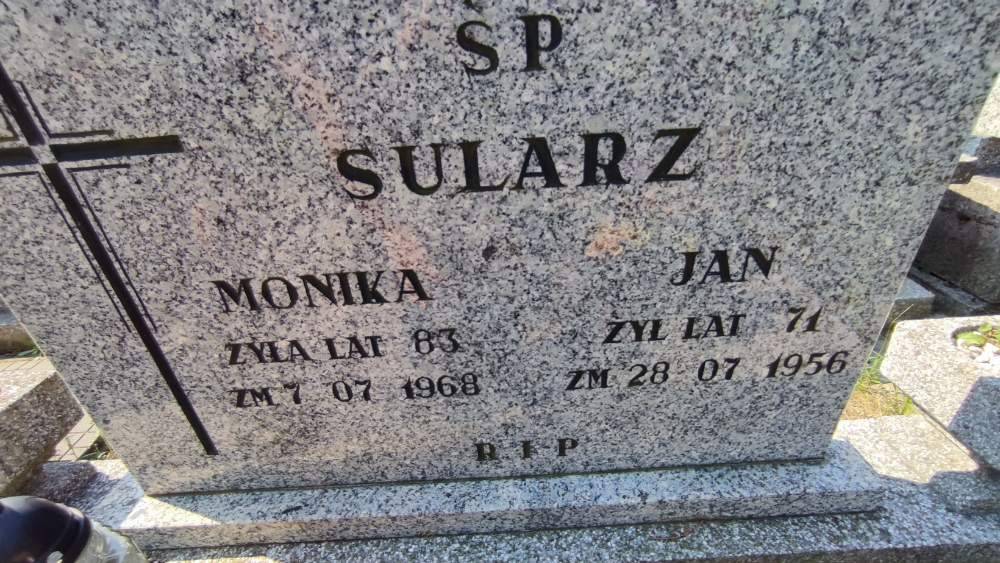 ŚP
SULARZ
MONIKA
ŻYŁA LAT 83
ZM 7 07 1968
JAN
ŻYŁ LAT 71
ZM 28 07 1956
R I P